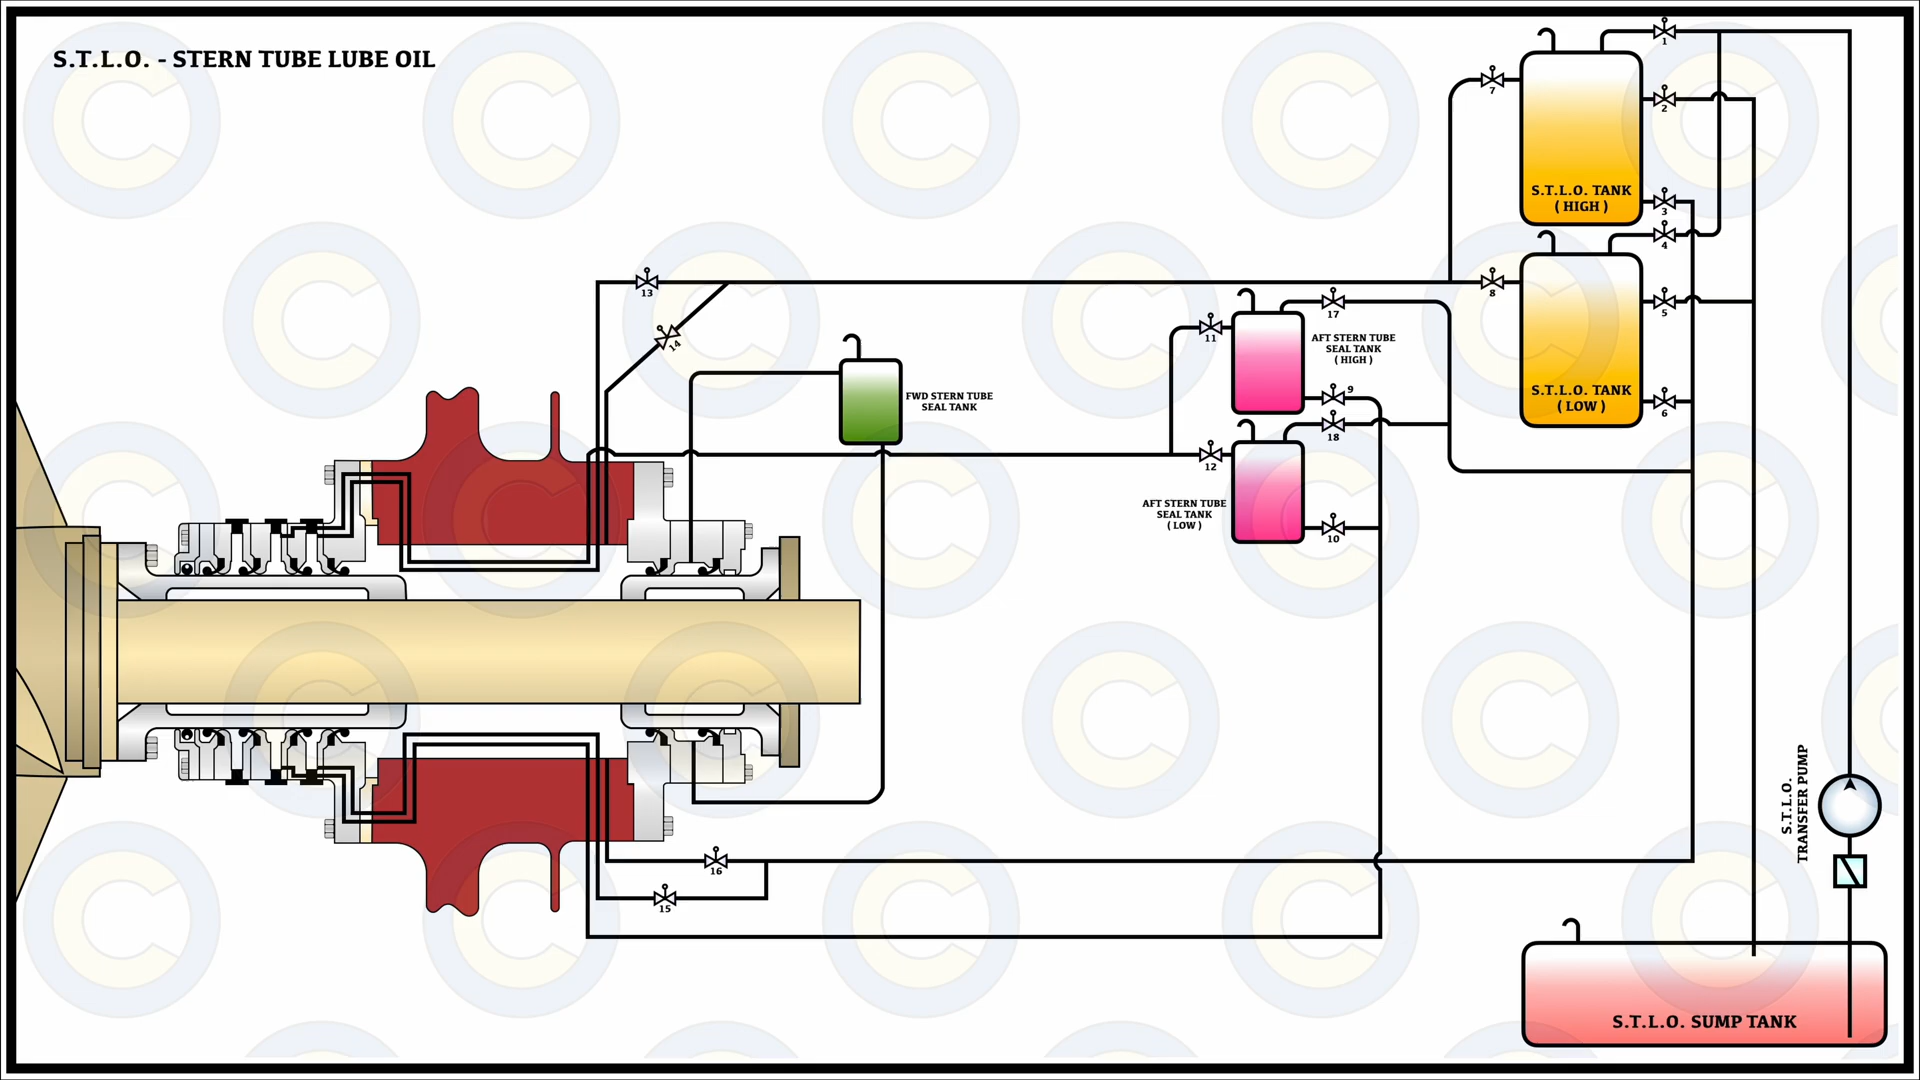 S.T.L.O. - STERN TUBE LUBE OIL
1
7
2
S.T.L.O. TANK
( HIGH )
3
4
13
8
17
5
11
14
AFT STERN TUBE
SEAL TANK
( HIGH )
9
FWD STERN TUBE
SEAL TANK
S.T.L.O. TANK
( LOW )
6
18
12
AFT STERN TUBE
SEAL TANK
( LOW )
10
S.T.L.O.
TRANSFER PUMP
16
15
S.T.L.O. SUMP TANK